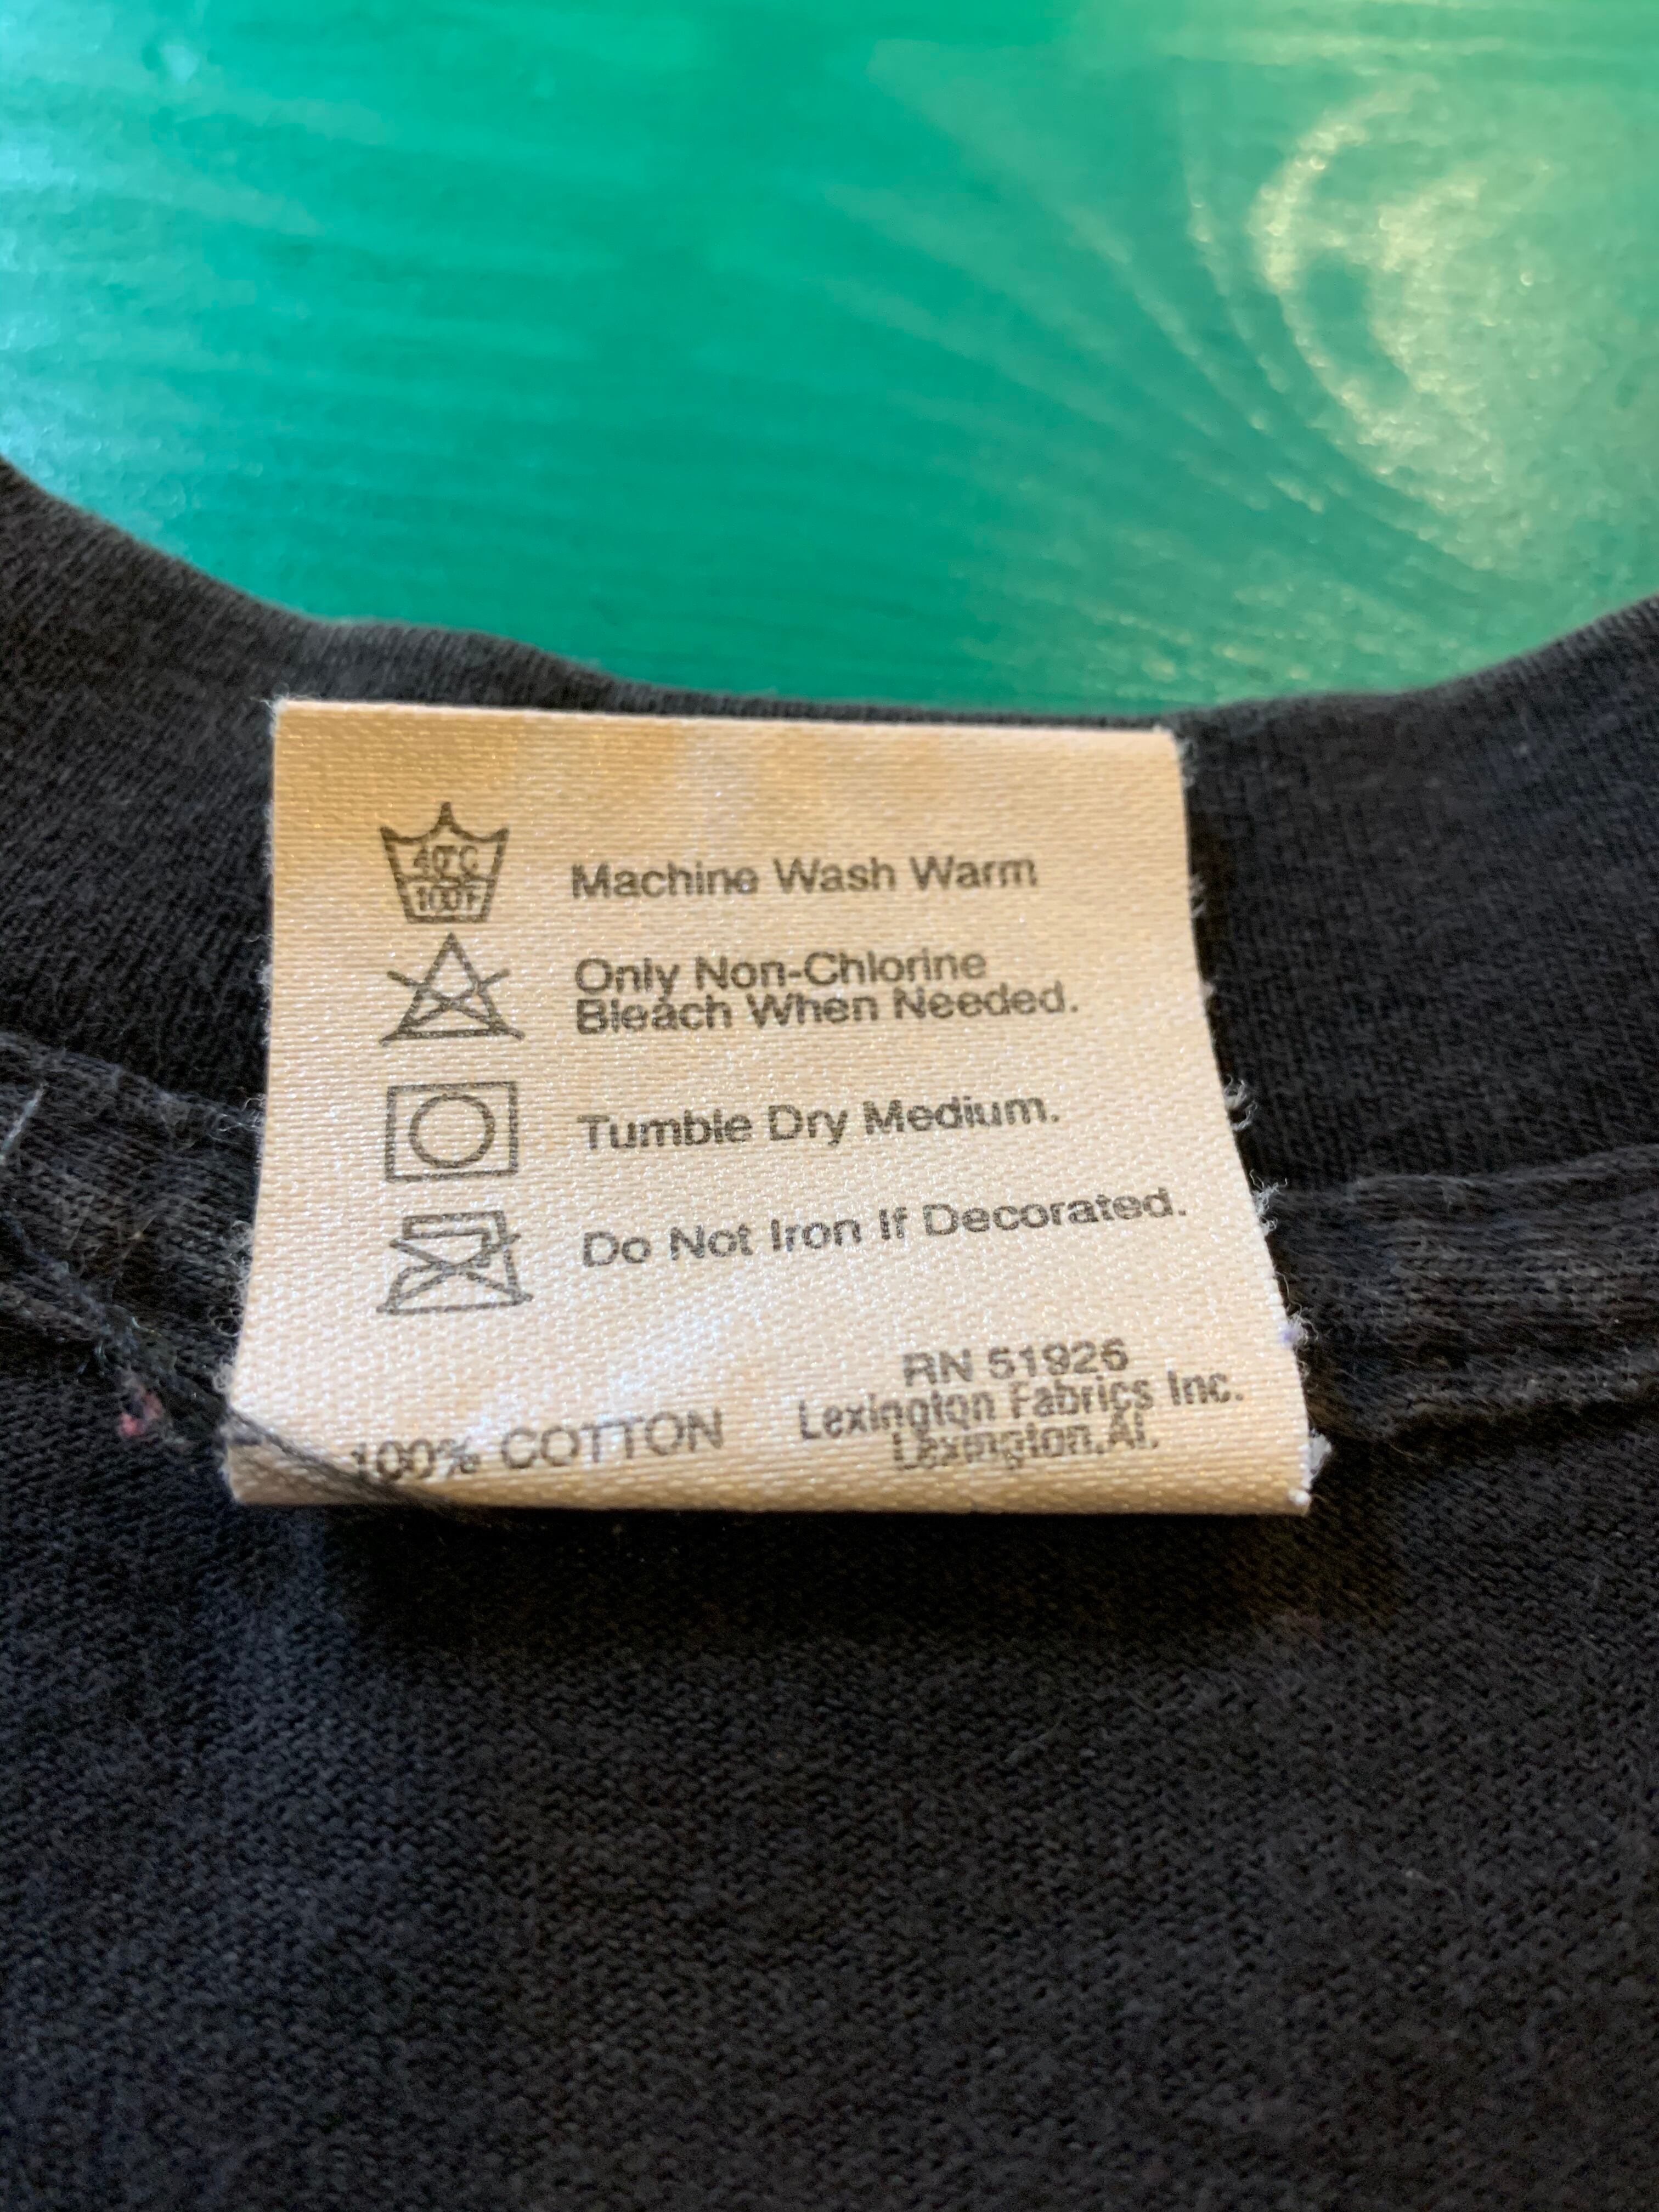 40°C
100°F
Machine Wash Warm
Only Non-Chlorine
Bleach When Needed.
Tumble Dry Medium.
Do Not Iron If Decorated.
RN 51926
Lexington Fabrics Inc.
Lexington, AL.
100% COTTON